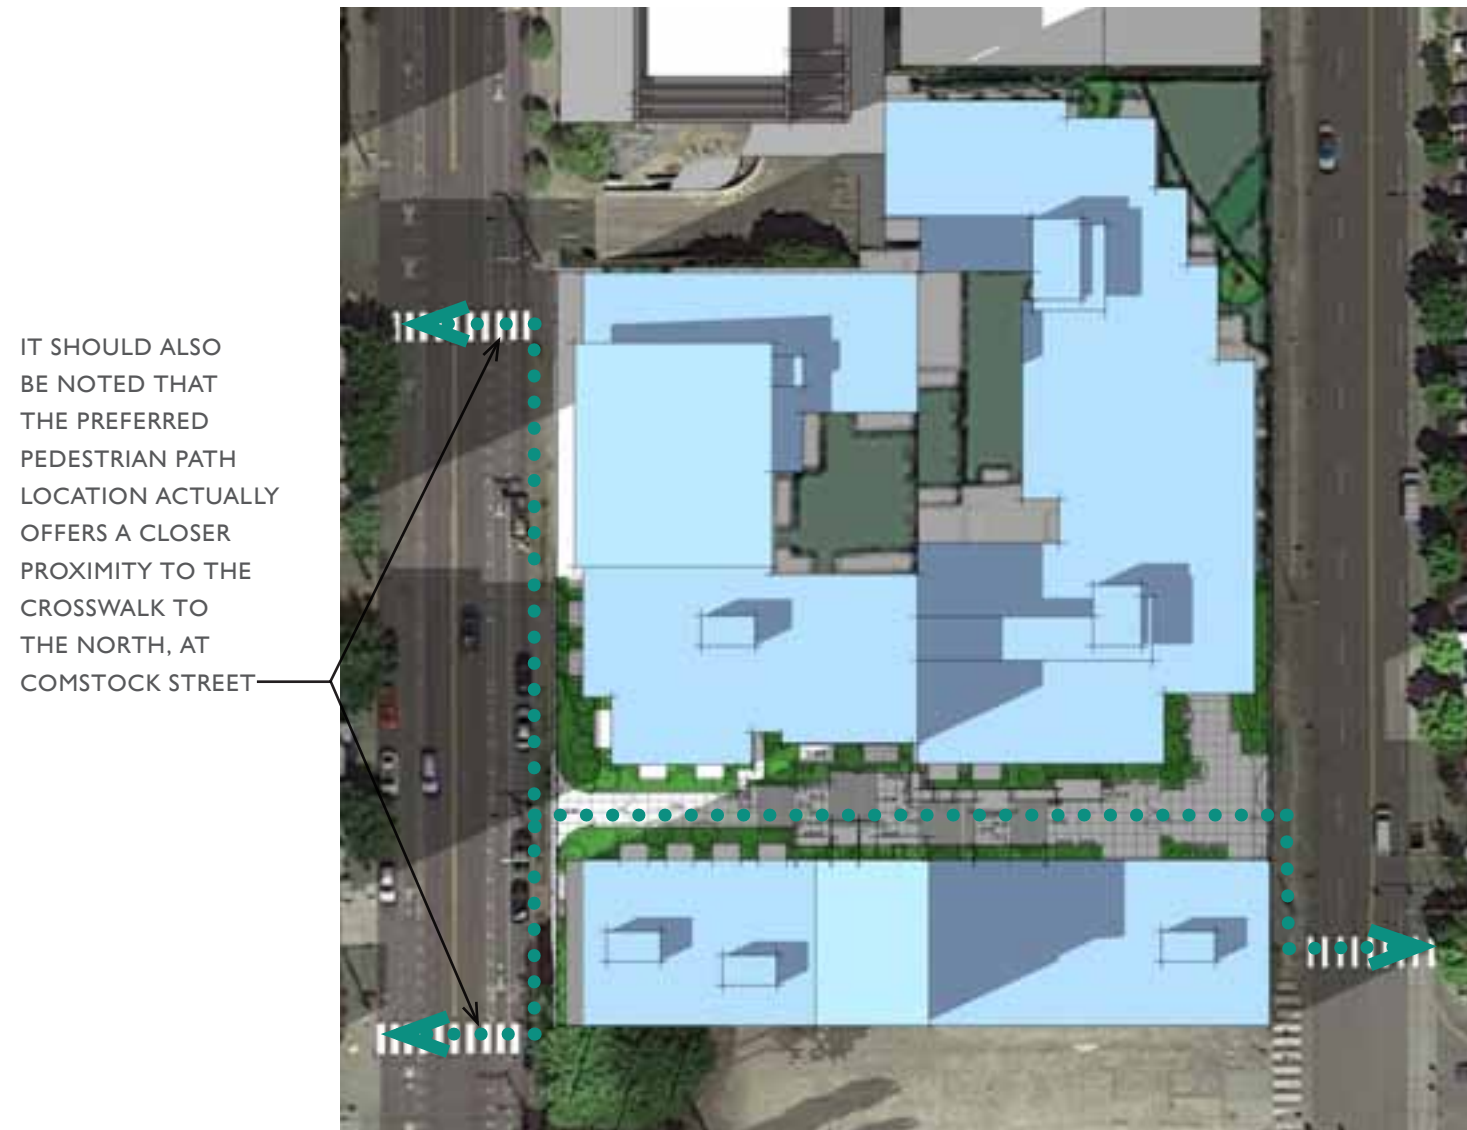 IT SHOULD ALSO
BE NOTED THAT
THE PREFERRED
PEDESTRIAN PATH
LOCATION ACTUALLY
OFFERS A CLOSER
PROXIMITY TO THE
CROSSWALK TO
THE NORTH, AT
COMSTOCK STREET